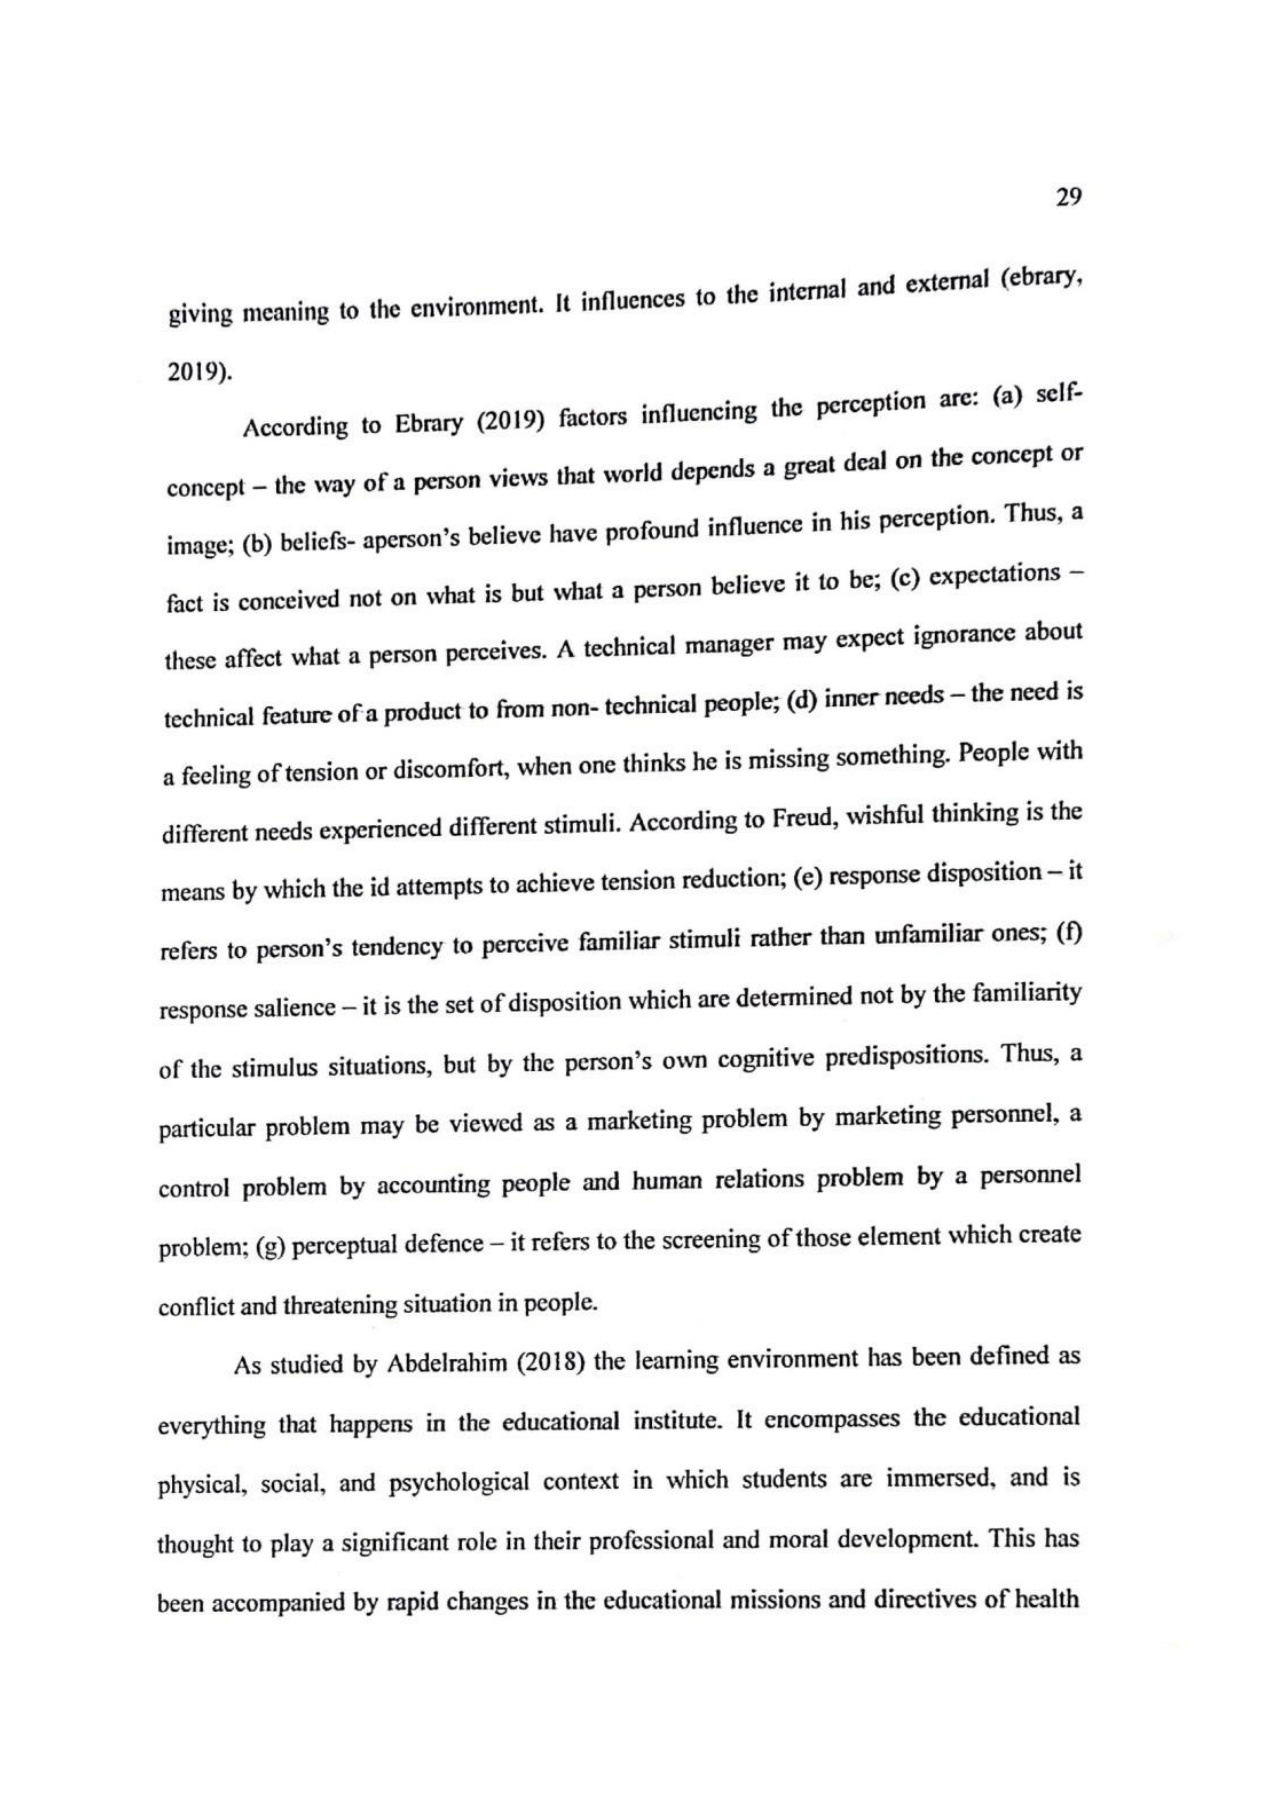 29
giving meaning to the environment. It influences to the internal and external (ebrary,
2019).
According to Ebrary (2019) factors influencing the perception are: (a) self-
concept – the way of a person views that world depends a great deal on the concept or
image; (b) beliefs- aperson's believe have profound influence in his perception. Thus, a
fact is conceived not on what is but what a person believe it to be; (c) expectations –
these affect what a person perceives. A technical manager may expect ignorance about
technical feature of a product to from non- technical people; (d) inner needs – the need is
a feeling of tension or discomfort, when one thinks he is missing something. People with
different needs experienced different stimuli. According to Freud, wishful thinking is the
means by which the id attempts to achieve tension reduction; (e) response disposition – it
refers to person's tendency to perceive familiar stimuli rather than unfamiliar ones; (f)
response salience – it is the set of disposition which are determined not by the familiarity
of the stimulus situations, but by the person's own cognitive predispositions. Thus, a
particular problem may be viewed as a marketing problem by marketing personnel, a
control problem by accounting people and human relations problem by a personnel
problem; (g) perceptual defence – it refers to the screening of those element which create
conflict and threatening situation in people.
As studied by Abdelrahim (2018) the learning environment has been defined as
everything that happens in the educational institute. It encompasses the educational
physical, social, and psychological context in which students are immersed, and is
thought to play a significant role in their professional and moral development. This has
been accompanied by rapid changes in the educational missions and directives of health